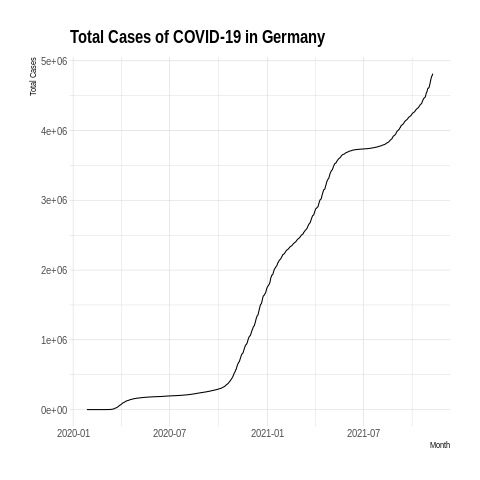 Total Cases of COVID-19 in Germany
Total Cases
5e+06
4e+06
3e+06
2e+06
1e+06
0e+00
2020-01 2020-07 2021-01 2021-07
Month